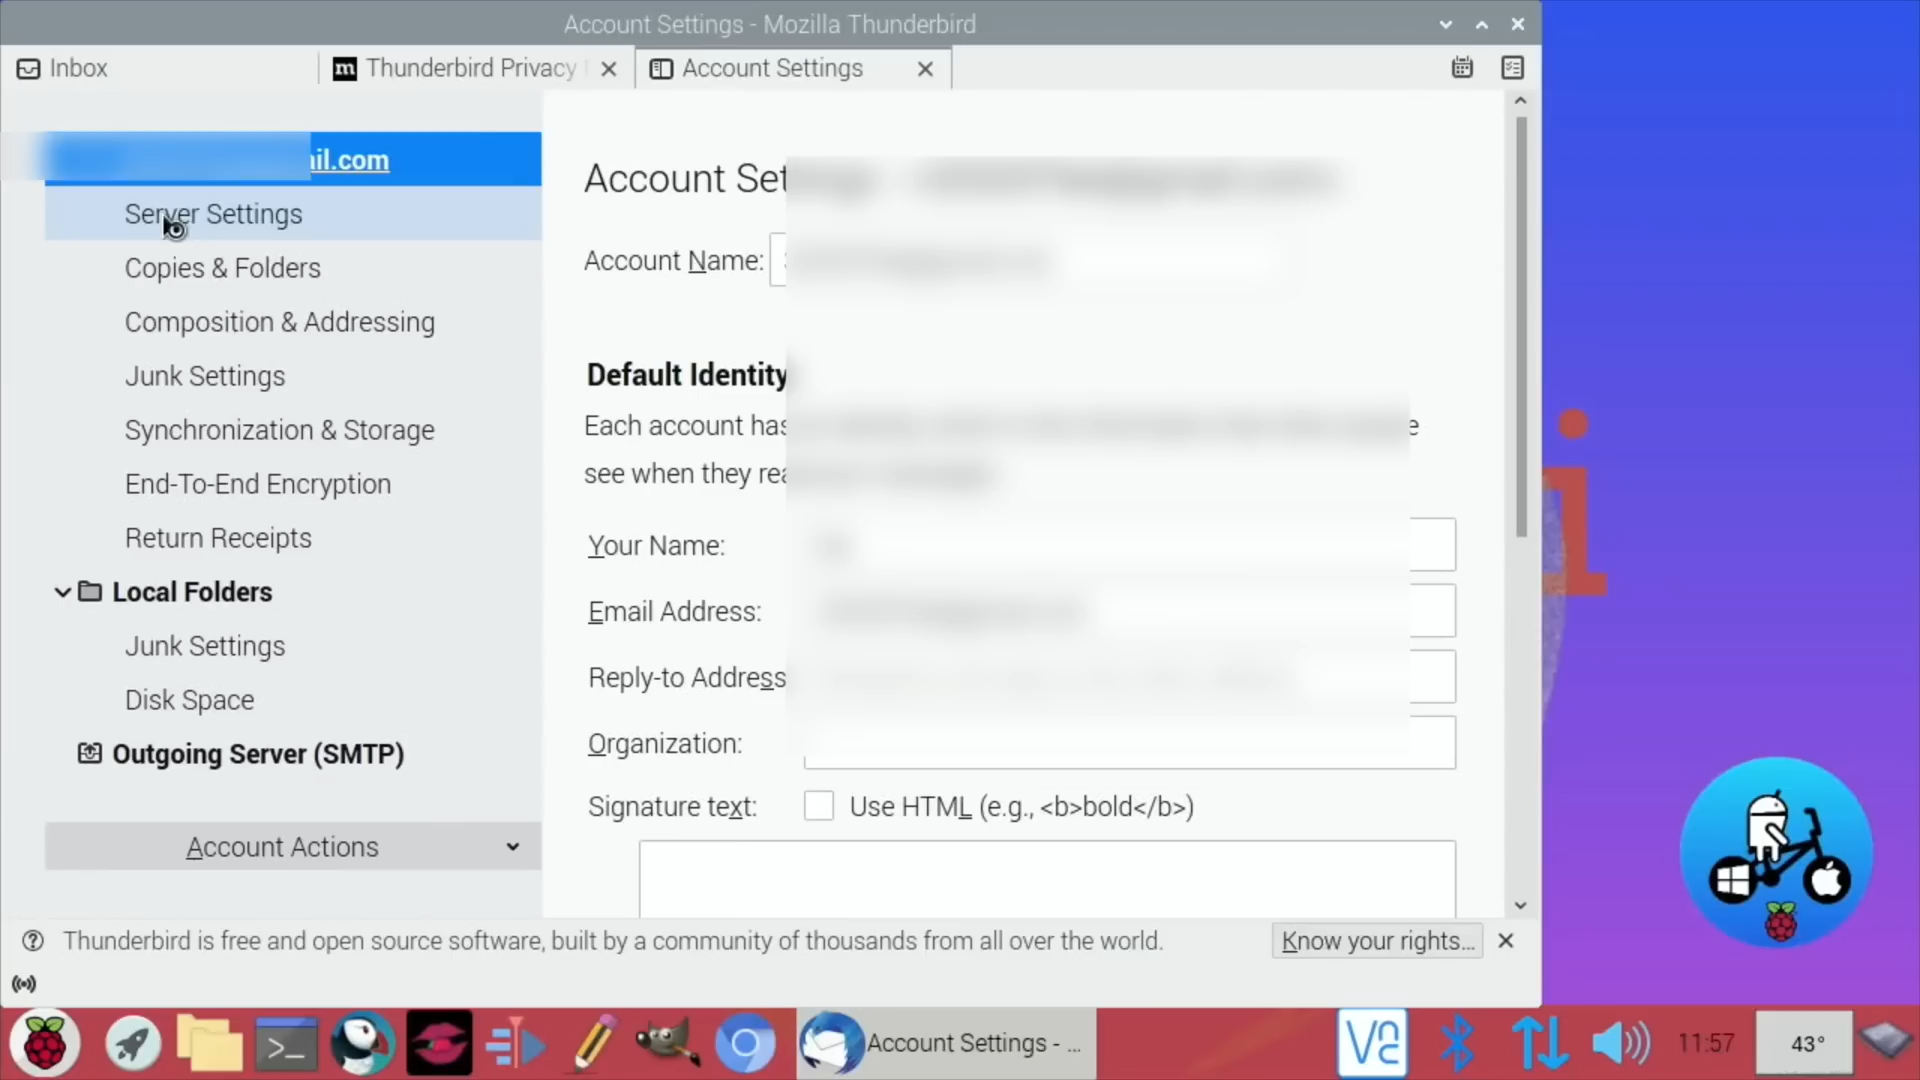 Account Settings - Mozilla Thunderbird
Inbox
m Thunderbird Privacy
Account Settings
ail.com
Server Settings
Copies & Folders
Composition & Addressing
Junk Settings
Synchronization & Storage
End-To-End Encryption
Return Receipts
Local Folders
Junk Settings
Disk Space
Outgoing Server (SMTP)
Account Actions
Account Set
Account Name:
Default Identity
Each account has
see when they rea
Your Name:
Email Address:
Reply-to Address
Organization:
Signature text:
Use HTML (e.g., <b>bold</b>)
i
Thunderbird is free and open source software, built by a community of thousands from all over the world.
Know your rights...
>_
Account Settings - ...
11:57
43°